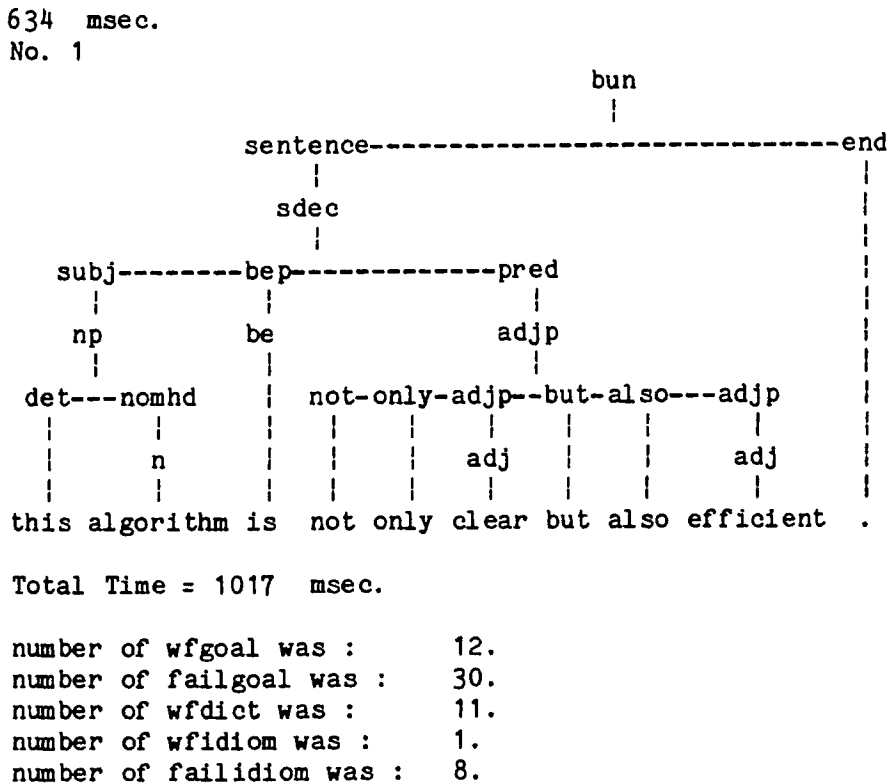 634 msec.
No. 1
bun
sentence-------------------------------end
sdec
subj--------bep-------------pred
np be adjp
det---nomhd not-only-adjp--but-also---adjp
n adj adj
this algorithm is not only clear but also efficient .
Total Time = 1017 msec.
number of wfgoal was : 12.
number of failgoal was : 30.
number of wfdict was : 11.
number of wfidiom was : 1.
number of failidiom was : 8.